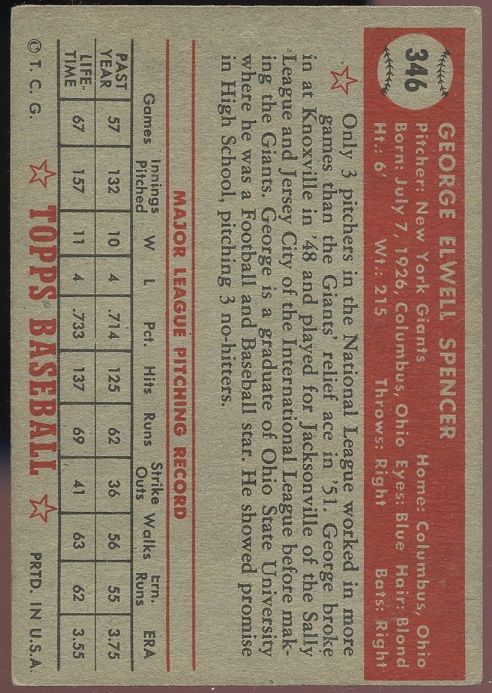 346
GEORGE ELWELL SPENCER
Pitcher: New York Giants Home: Columbus, Ohio
Born: July 7, 1926, Columbus, Ohio Eyes: Blue Hair: Blond
Ht.: 6' Wt.: 215 Throws: Right Bats: Right
Only 3 pitchers in the National League worked in more
games than the Giants' relief ace in '51. George broke
in at Knoxville in '48 and played for Jacksonville of the Sally
League and Jersey City of the International League before mak-
ing the Giants. George is a graduate of Ohio State University
where he was a Football and Baseball star. He showed promise
in High School, pitching 3 no-hitters.
MAJOR LEAGUE PITCHING RECORD
Games Innings Pitched W L Pct. Hits Runs Strike Outs Walks Ern. Runs ERA
PAST YEAR 57 132 10 4 .714 125 62 36 56 55 3.75
LIFE-TIME 67 157 11 4 .733 137 69 41 63 62 3.55
© T. C. G. TOPPS BASEBALL PRTD. IN U.S.A.